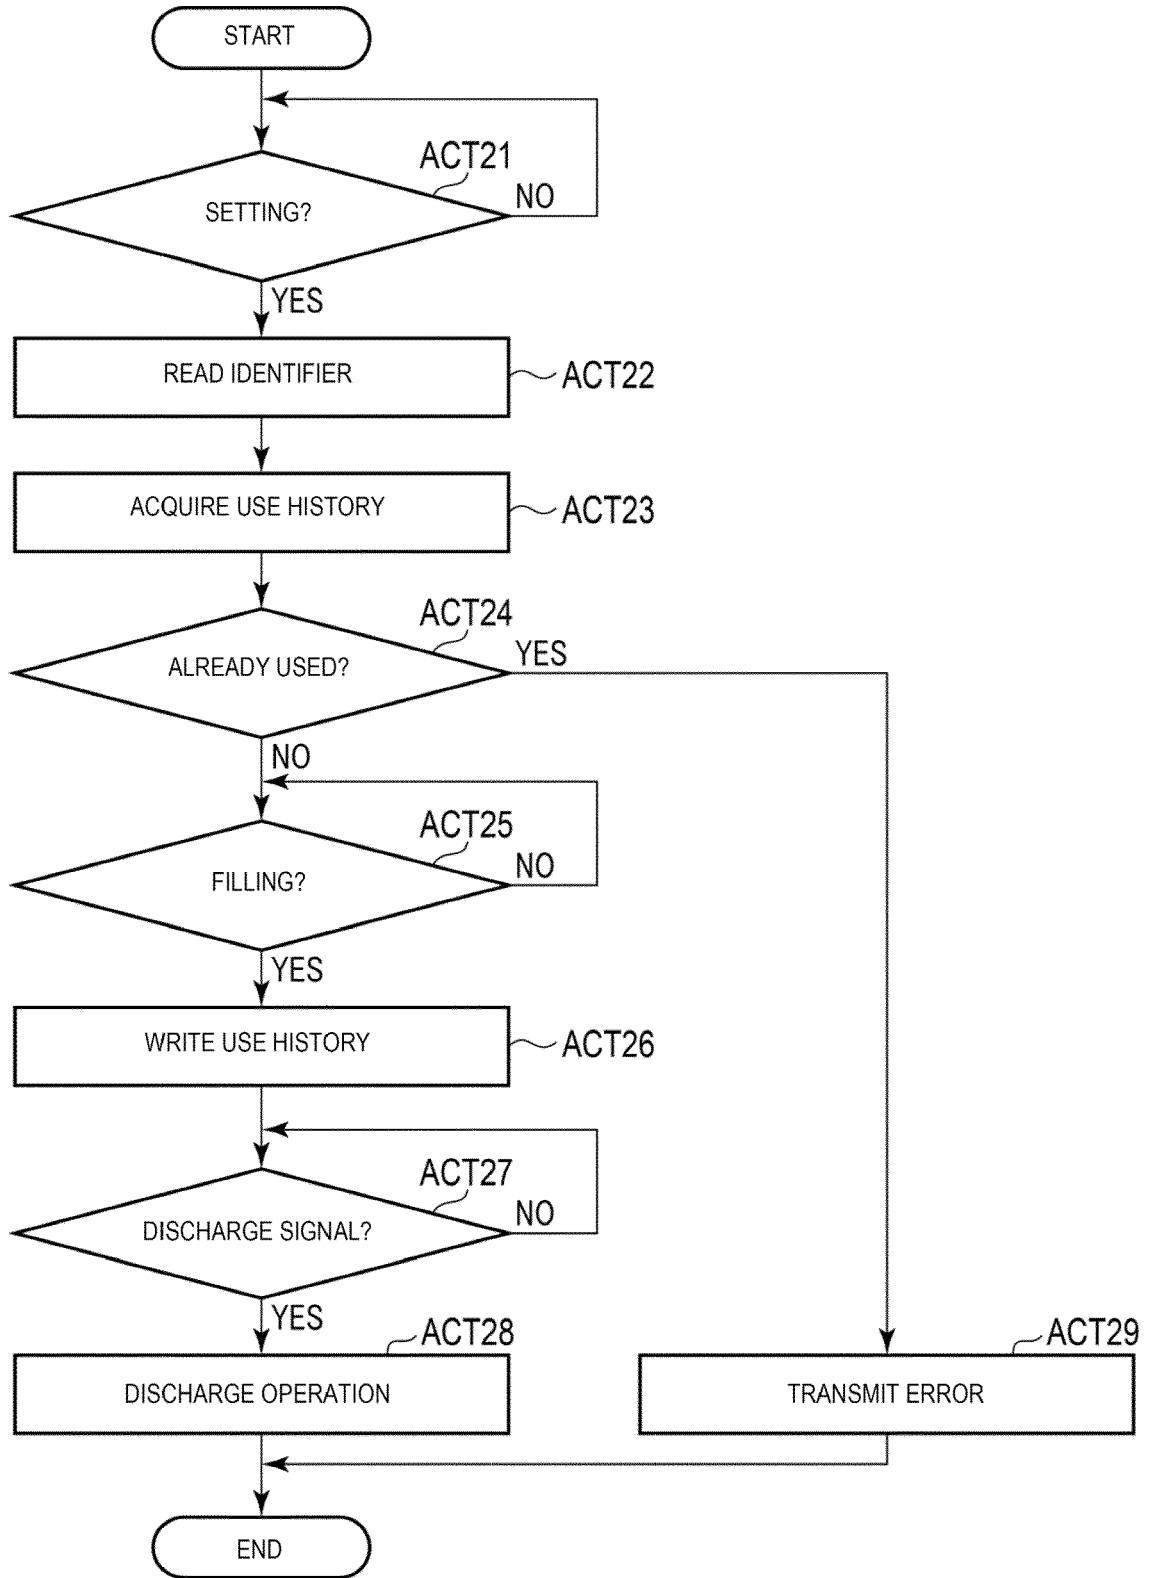 START
ACT21
SETTING?
NO
YES
READ IDENTIFIER
ACT22
ACQUIRE USE HISTORY
ACT23
ACT24
ALREADY USED?
YES
NO
ACT25
FILLING?
NO
YES
WRITE USE HISTORY
ACT26
ACT27
DISCHARGE SIGNAL?
NO
YES
ACT28
DISCHARGE OPERATION
ACT29
TRANSMIT ERROR
END